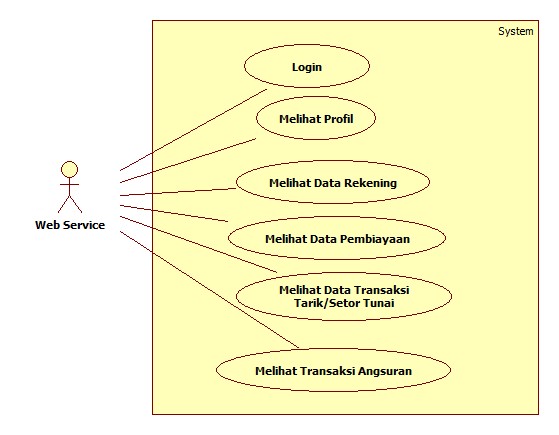 System
Login
Melihat Profil
Melihat Data Rekening
Web Service
Melihat Data Pembiayaan
Melihat Data Transaksi
Tarik/Setor Tunai
Melihat Transaksi Angsuran